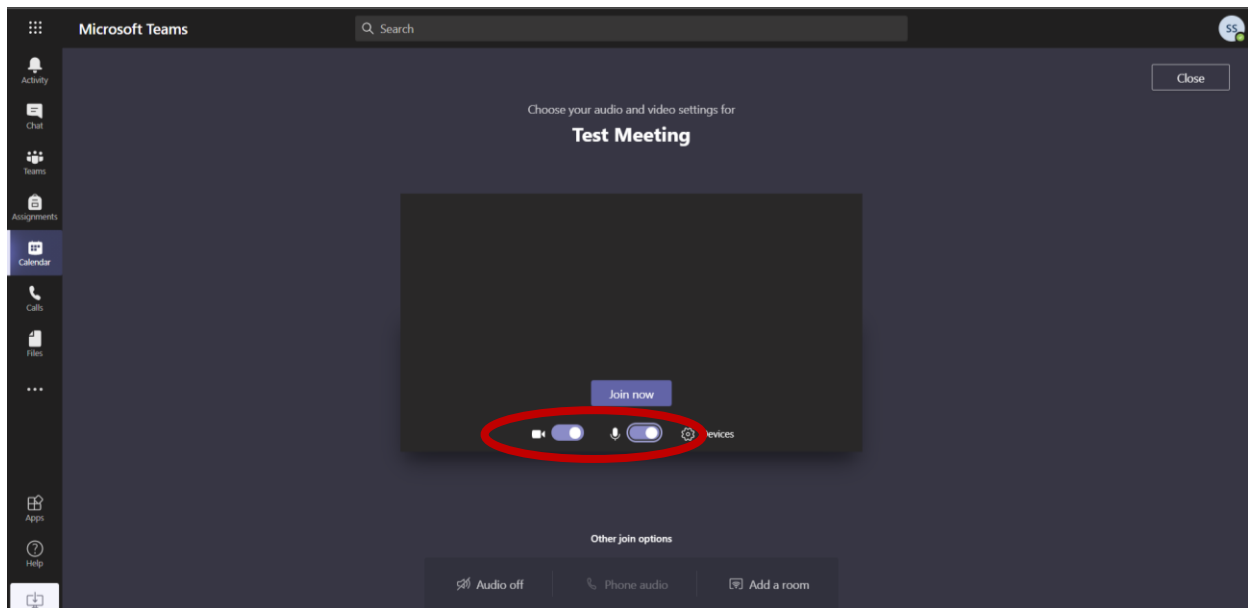 Microsoft Teams
Search
SS
Activity
Chat
Teams
Assignments
Calendar
Calls
Files
Apps
Help
Close
Choose your audio and video settings for
Test Meeting
Join now
Devices
Other join options
Audio off
Phone audio
Add a room